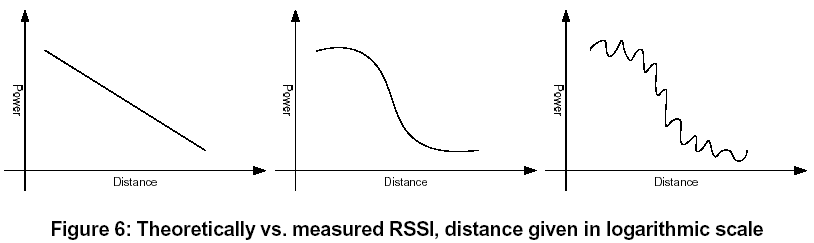 Power
Distance
Power
Distance
Power
Distance
Figure 6: Theoretically vs. measured RSSI, distance given in logarithmic scale